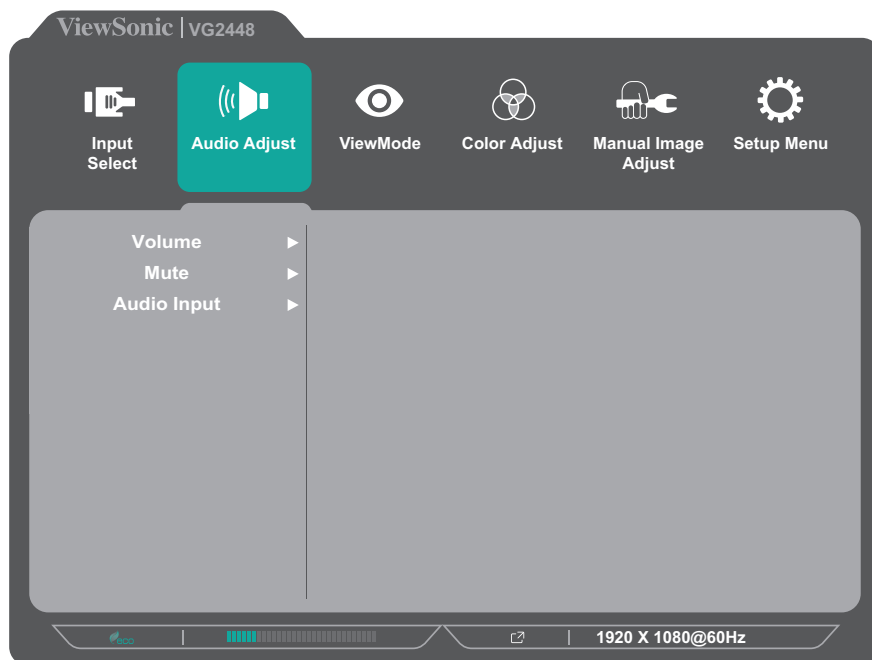 ViewSonic | VG2448
Input
Select
Audio Adjust
ViewMode
Color Adjust
Manual Image
Adjust
Setup Menu
Volume
Mute
Audio Input
eco
1920 X 1080@60Hz